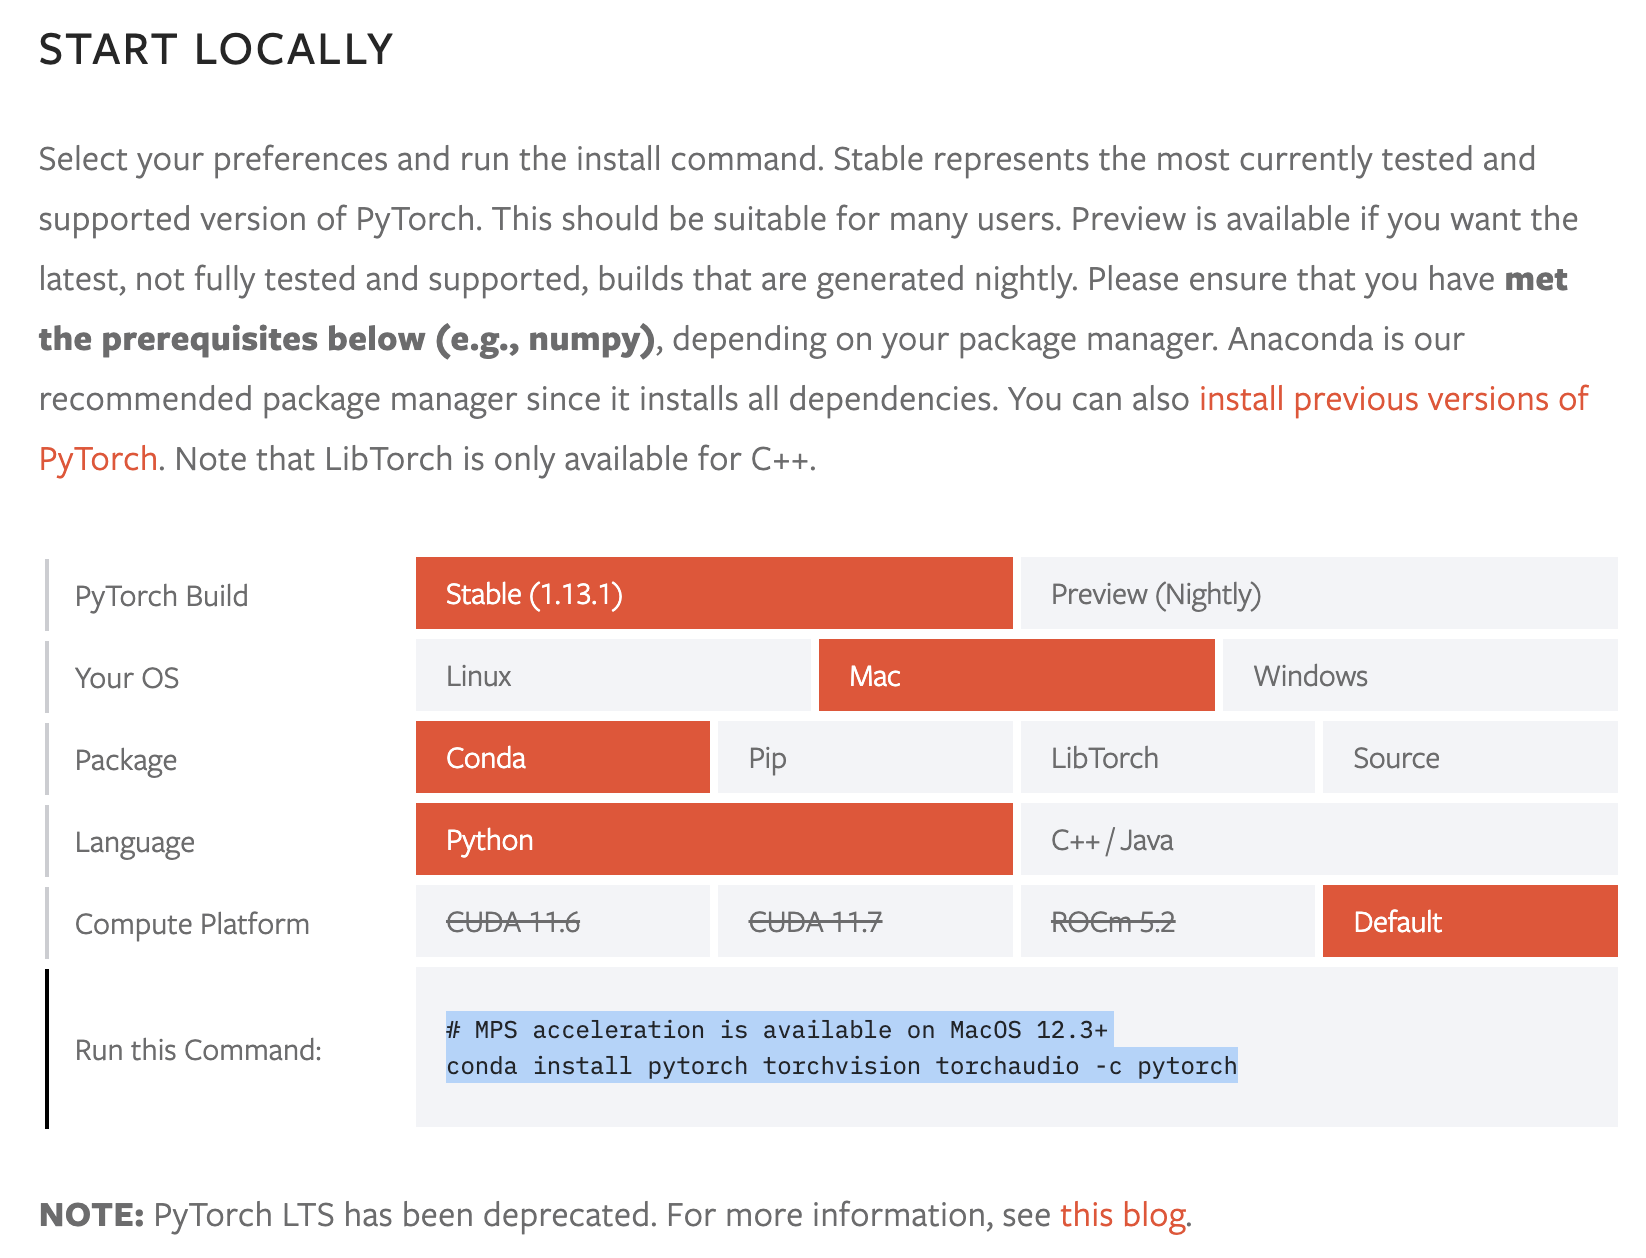 START LOCALLY
Select your preferences and run the install command. Stable represents the most currently tested and
supported version of PyTorch. This should be suitable for many users. Preview is available if you want the
latest, not fully tested and supported, builds that are generated nightly. Please ensure that you have met
the prerequisites below (e.g., numpy), depending on your package manager. Anaconda is our
recommended package manager since it installs all dependencies. You can also install previous versions of
PyTorch. Note that LibTorch is only available for C++.
PyTorch Build Stable (1.13.1) Preview (Nightly)
Your OS Linux Mac Windows
Package Conda Pip LibTorch Source
Language Python C++ / Java
Compute Platform CUDA 11.6 CUDA 11.7 ROCm 5.2 Default
Run this Command:
# MPS acceleration is available on MacOS 12.3+
conda install pytorch torchvision torchaudio -c pytorch
NOTE: PyTorch LTS has been deprecated. For more information, see this blog.